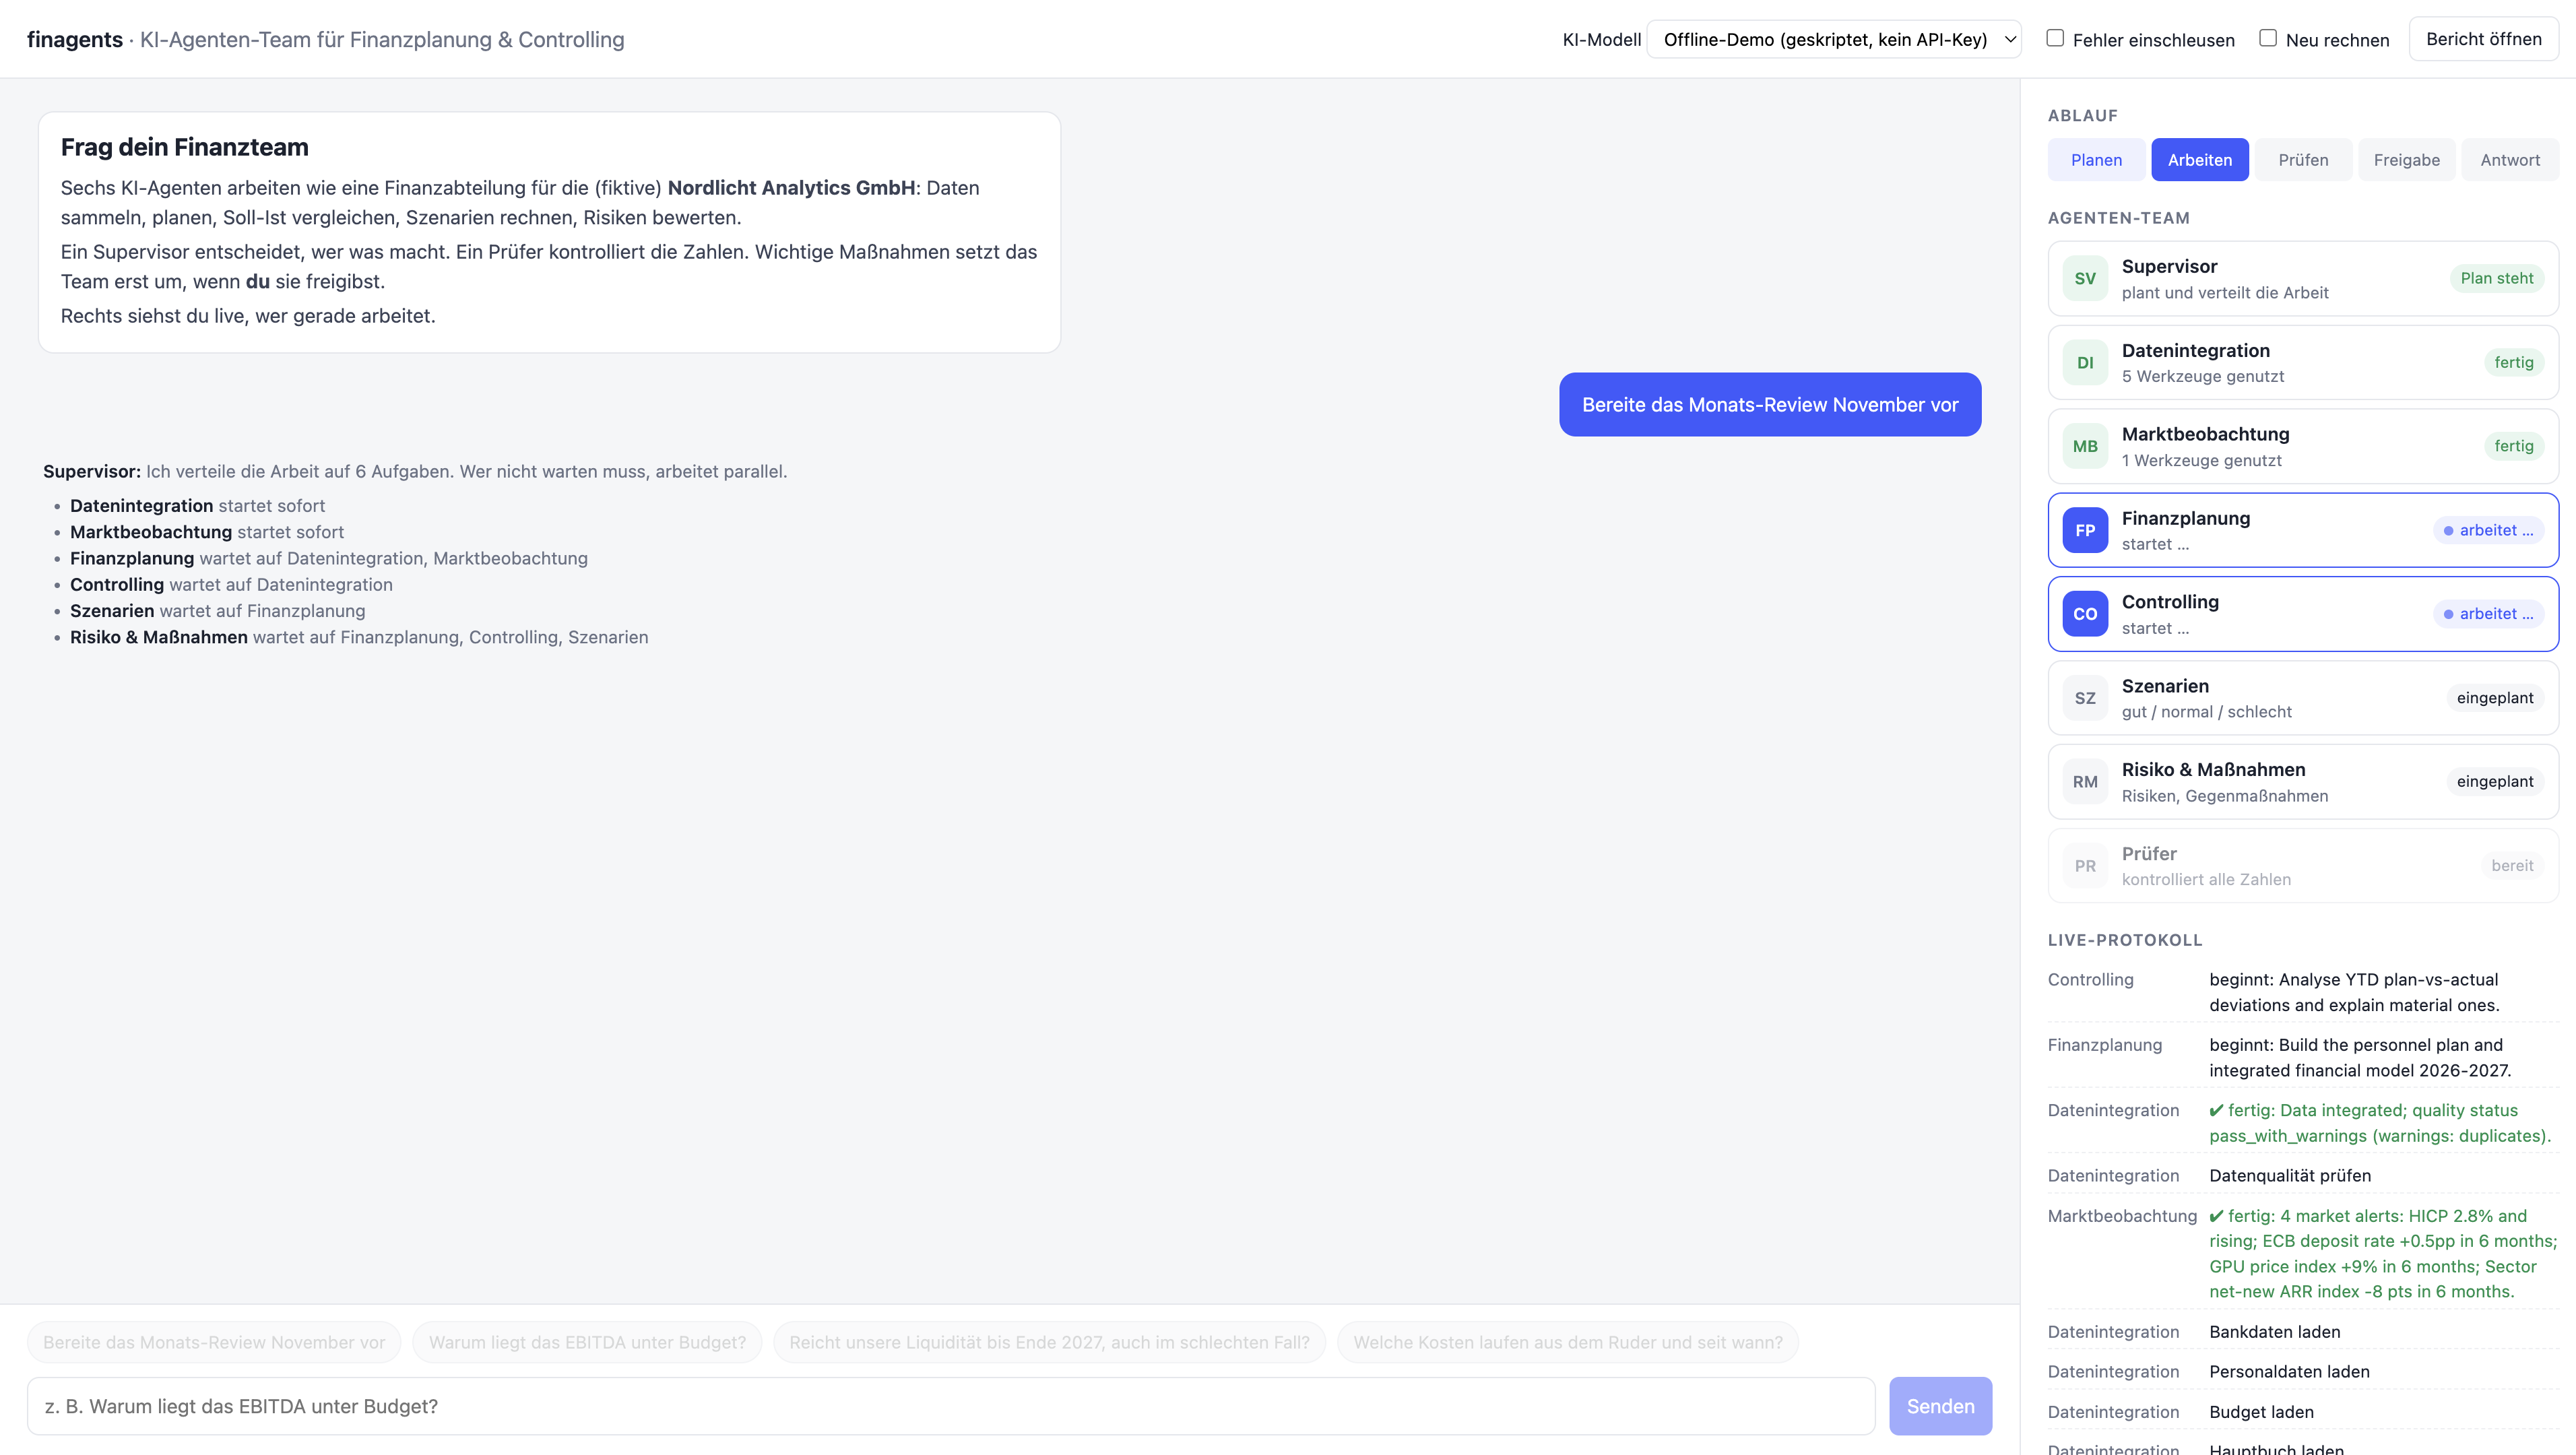 finagents · KI-Agenten-Team für Finanzplanung & Controlling
KI-Modell Offline-Demo (geskriptet, kein API-Key) Fehler einschleusen Neu rechnen Bericht öffnen
Frag dein Finanzteam
Sechs KI-Agenten arbeiten wie eine Finanzabteilung für die (fiktive) Nordlicht Analytics GmbH: Daten
sammeln, planen, Soll-Ist vergleichen, Szenarien rechnen, Risiken bewerten.
Ein Supervisor entscheidet, wer was macht. Ein Prüfer kontrolliert die Zahlen. Wichtige Maßnahmen setzt das
Team erst um, wenn du sie freigibst.
Rechts siehst du live, wer gerade arbeitet.
Bereite das Monats-Review November vor
Supervisor: Ich verteile die Arbeit auf 6 Aufgaben. Wer nicht warten muss, arbeitet parallel.
• Datenintegration startet sofort
• Marktbeobachtung startet sofort
• Finanzplanung wartet auf Datenintegration, Marktbeobachtung
• Controlling wartet auf Datenintegration
• Szenarien wartet auf Finanzplanung
• Risiko & Maßnahmen wartet auf Finanzplanung, Controlling, Szenarien
Bereite das Monats-Review November vor
Warum liegt das EBITDA unter Budget?
Reicht unsere Liquidität bis Ende 2027, auch im schlechten Fall?
Welche Kosten laufen aus dem Ruder und seit wann?
z. B. Warum liegt das EBITDA unter Budget?
Senden
ABLAUF
Planen Arbeiten Prüfen Freigabe Antwort
AGENTEN-TEAM
SV Supervisor Plan steht
plant und verteilt die Arbeit
DI Datenintegration fertig
5 Werkzeuge genutzt
MB Marktbeobachtung fertig
1 Werkzeuge genutzt
FP Finanzplanung arbeitet ...
startet ...
CO Controlling arbeitet ...
startet ...
SZ Szenarien eingeplant
gut / normal / schlecht
RM Risiko & Maßnahmen eingeplant
Risiken, Gegenmaßnahmen
PR Prüfer bereit
kontrolliert alle Zahlen
LIVE-PROTOKOLL
Controlling beginnt: Analyse YTD plan-vs-actual
deviations and explain material ones.
Finanzplanung beginnt: Build the personnel plan and
integrated financial model 2026-2027.
Datenintegration ✔ fertig: Data integrated; quality status
pass_with_warnings (warnings: duplicates).
Datenintegration Datenqualität prüfen
Marktbeobachtung ✔ fertig: 4 market alerts: HICP 2.8% and
rising; ECB deposit rate +0.5pp in 6 months;
GPU price index +9% in 6 months; Sector
net-new ARR index -8 pts in 6 months.
Datenintegration Bankdaten laden
Datenintegration Personaldaten laden
Datenintegration Budget laden
Datenintegration Hauptbuch laden